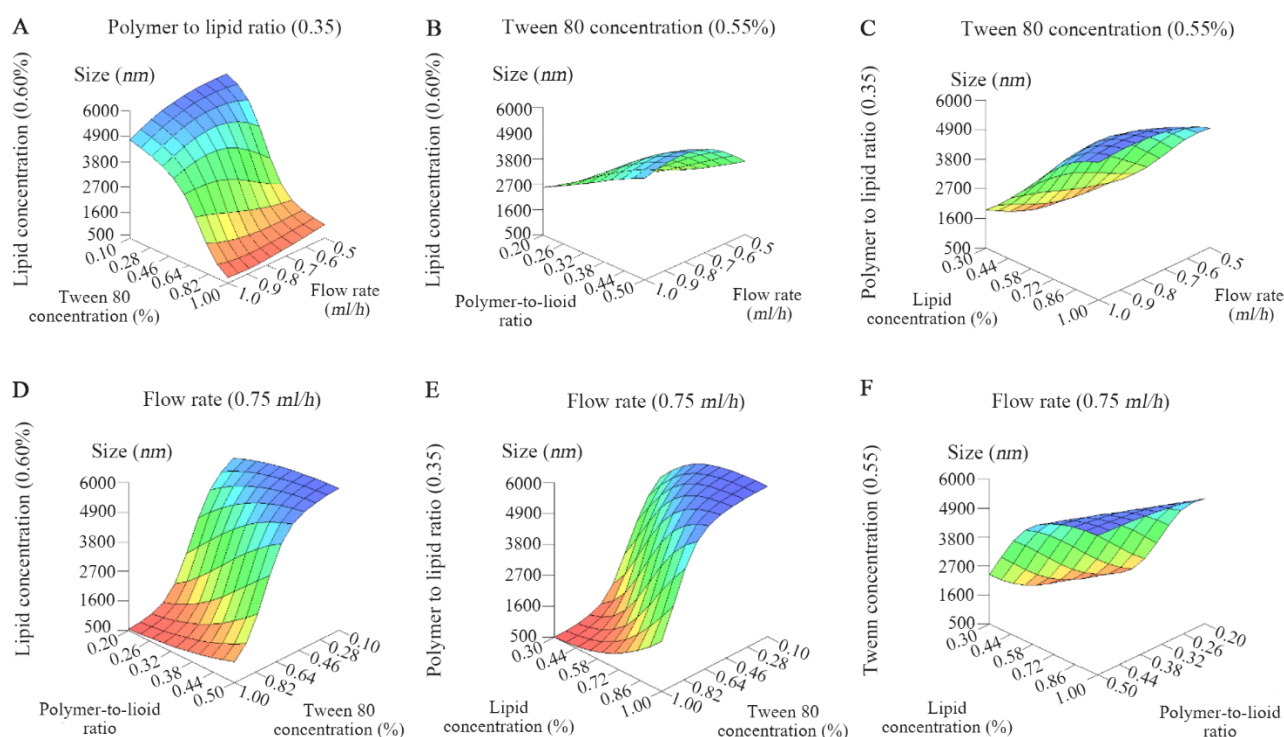 A
Polymer to lipid ratio (0.35)
Lipid concentration (0.60%)
Size (nm)
6000
4900
3800
2700
1600
500
0.10
0.28
0.46
0.64
0.82
1.00
Tween 80
concentration (%)
1.0
0.9
0.8
0.7
0.6
0.5
Flow rate
(ml/h)
B
Tween 80 concentration (0.55%)
Lipid concentration (0.60%)
Size (nm)
6000
4900
3800
2700
1600
500
0.20
0.26
0.32
0.38
0.44
0.50
Polymer-to-lioid
ratio
1.0
0.9
0.8
0.7
0.6
0.5
Flow rate
(ml/h)
C
Tween 80 concentration (0.55%)
Polymer to lipid ratio (0.35)
Size (nm)
6000
4900
3800
2700
1600
500
0.30
0.44
0.58
0.72
0.86
1.00
Lipid
concentration (%)
1.0
0.9
0.8
0.7
0.6
0.5
Flow rate
(ml/h)
D
Flow rate (0.75 ml/h)
Lipid concentration (0.60%)
Size (nm)
6000
4900
3800
2700
1600
500
0.20
0.26
0.32
0.38
0.44
0.50
Polymer-to-lioid
ratio
1.00
0.82
0.64
0.46
0.28
0.10
Tween 80
concentration (%)
E
Flow rate (0.75 ml/h)
Polymer to lipid ratio (0.35)
Size (nm)
6000
4900
3800
2700
1600
500
0.30
0.44
0.58
0.72
0.86
1.00
Lipid
concentration (%)
1.00
0.82
0.64
0.46
0.28
0.10
Tween 80
concentration (%)
F
Flow rate (0.75 ml/h)
Twenn concentration (0.55)
Size (nm)
6000
4900
3800
2700
1600
500
0.30
0.44
0.58
0.72
0.86
1.00
Lipid
concentration (%)
0.50
0.44
0.38
0.32
0.26
0.20
Polymer-to-lioid
ratio